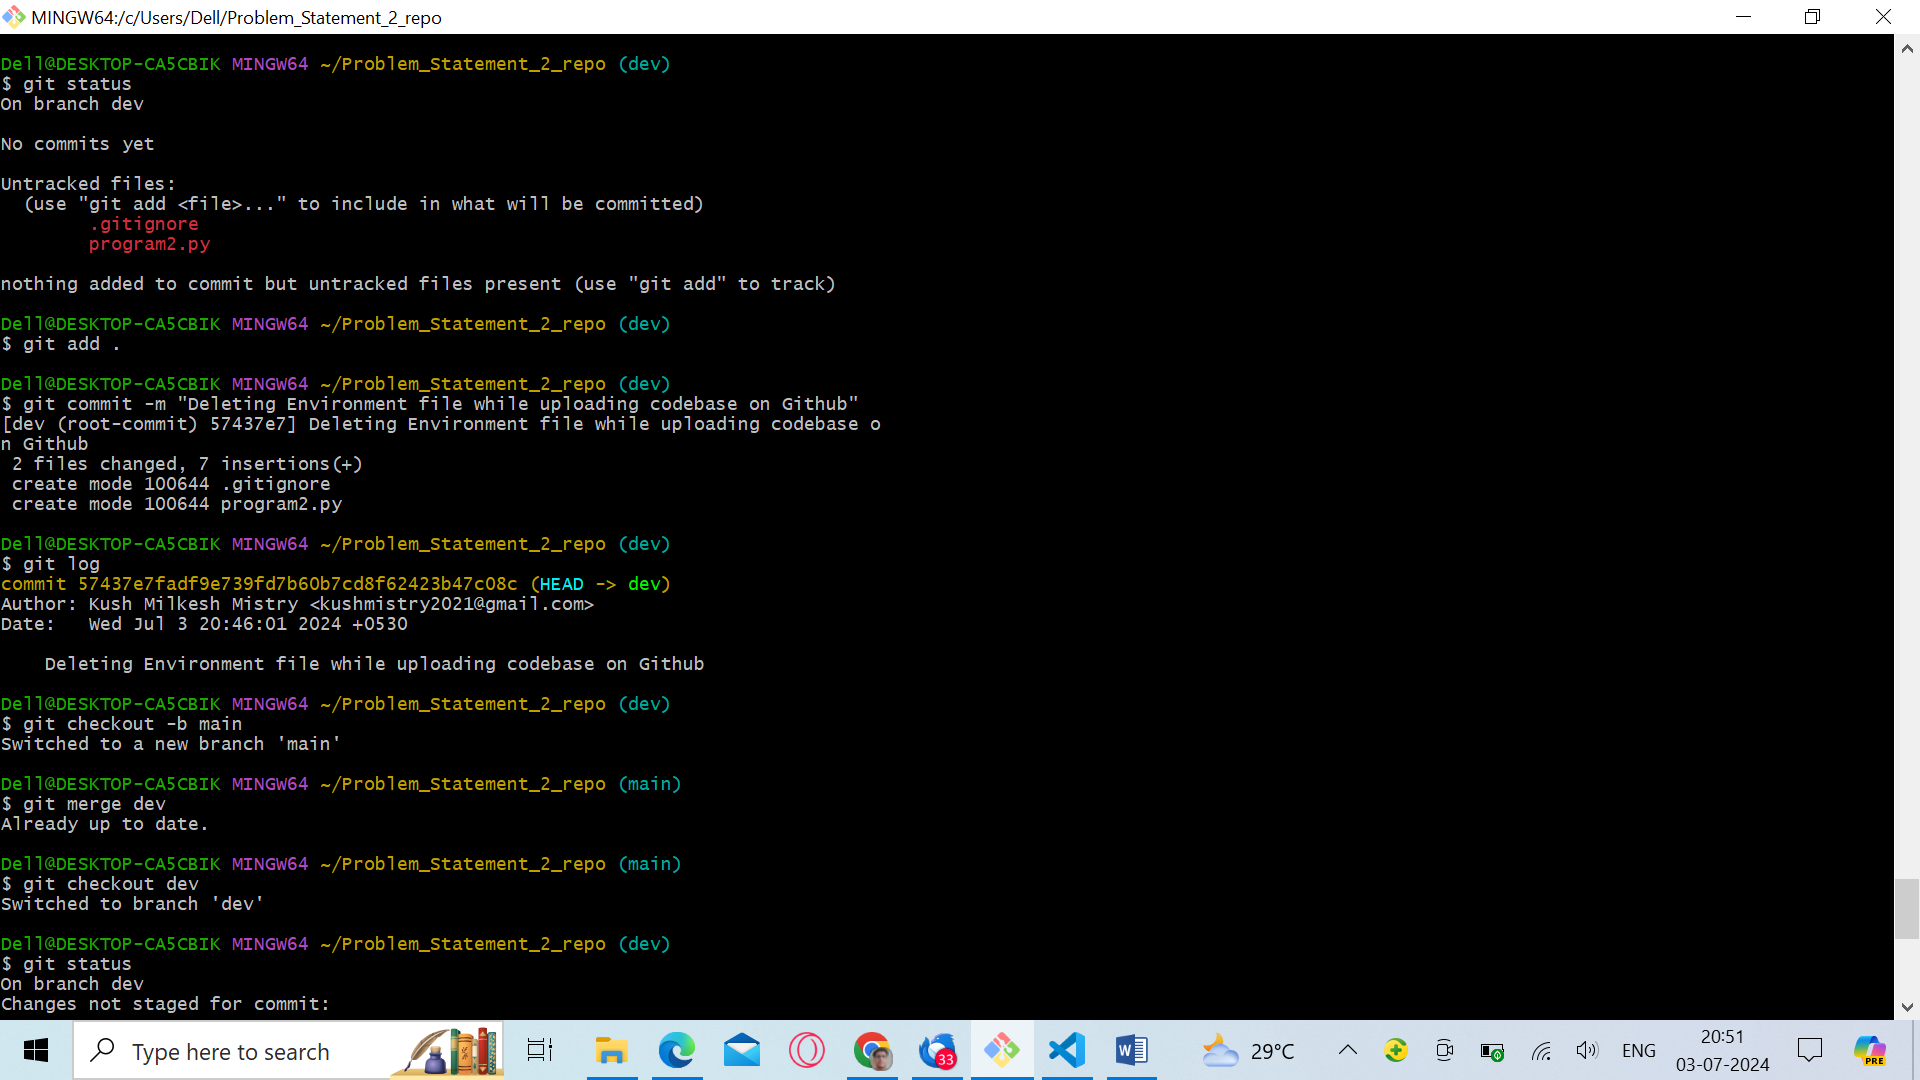 MINGW64:/c/Users/Dell/Problem_Statement_2_repo
Dell@DESKTOP-CA5CBIK MINGW64 ~/Problem_Statement_2_repo (dev)
$ git status
On branch dev
No commits yet
Untracked files:
(use "git add <file>..." to include in what will be committed)
.gitignore
program2.py
nothing added to commit but untracked files present (use "git add" to track)
Dell@DESKTOP-CA5CBIK MINGW64 ~/Problem_Statement_2_repo (dev)
$ git add .
Dell@DESKTOP-CA5CBIK MINGW64 ~/Problem_Statement_2_repo (dev)
$ git commit -m "Deleting Environment file while uploading codebase on Github"
[dev (root-commit) 57437e7] Deleting Environment file while uploading codebase o
n Github
2 files changed, 7 insertions(+)
create mode 100644 .gitignore
create mode 100644 program2.py
Dell@DESKTOP-CA5CBIK MINGW64 ~/Problem_Statement_2_repo (dev)
$ git log
commit 57437e7fadf9e739fd7b60b7cd8f62423b47c08c (HEAD -> dev)
Author: Kush Milkesh Mistry <kushmistry2021@gmail.com>
Date:   Wed Jul 3 20:46:01 2024 +0530
Deleting Environment file while uploading codebase on Github
Dell@DESKTOP-CA5CBIK MINGW64 ~/Problem_Statement_2_repo (dev)
$ git checkout -b main
Switched to a new branch 'main'
Dell@DESKTOP-CA5CBIK MINGW64 ~/Problem_Statement_2_repo (main)
$ git merge dev
Already up to date.
Dell@DESKTOP-CA5CBIK MINGW64 ~/Problem_Statement_2_repo (main)
$ git checkout dev
Switched to branch 'dev'
Dell@DESKTOP-CA5CBIK MINGW64 ~/Problem_Statement_2_repo (dev)
$ git status
On branch dev
Changes not staged for commit:
Type here to search
33
W
29°C
ENG
20:51
03-07-2024
PRE